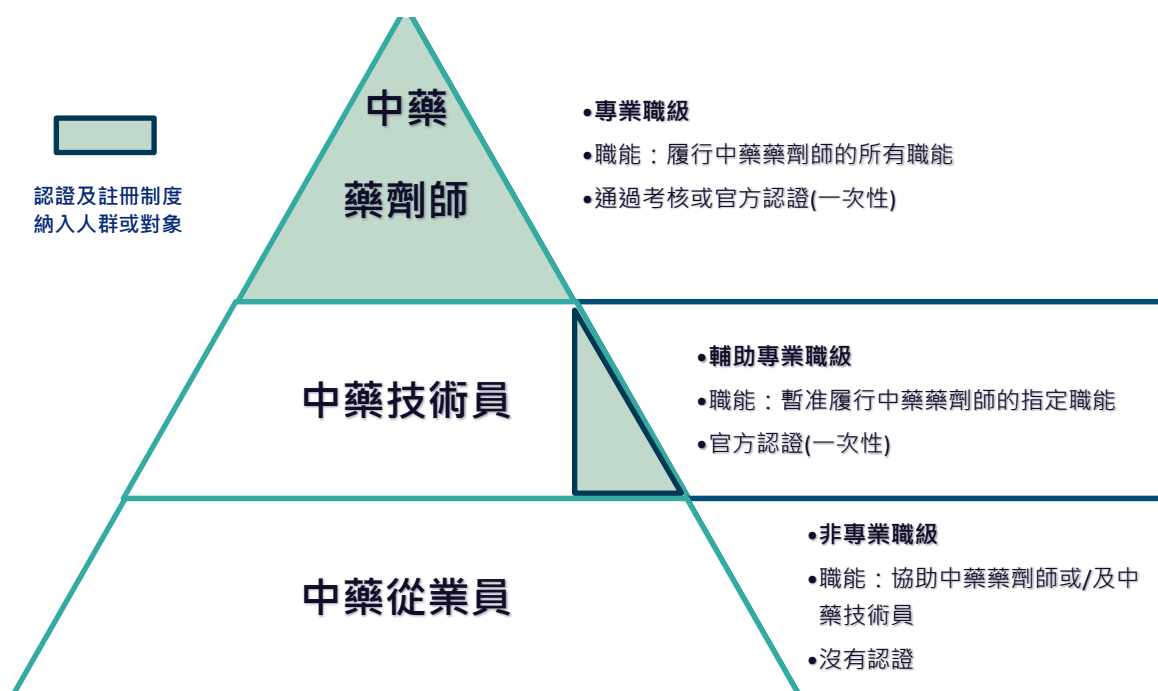 中藥
藥劑師
認證及註冊制度
納入人群或對象
•專業職級
•職能：履行中藥藥劑師的所有職能
•通過考核或官方認證(一次性)
中藥技術員
•輔助專業職級
•職能：暫准履行中藥藥劑師的指定職能
•官方認證(一次性)
中藥從業員
•非專業職級
•職能：協助中藥藥劑師或/及中
藥技術員
•沒有認證